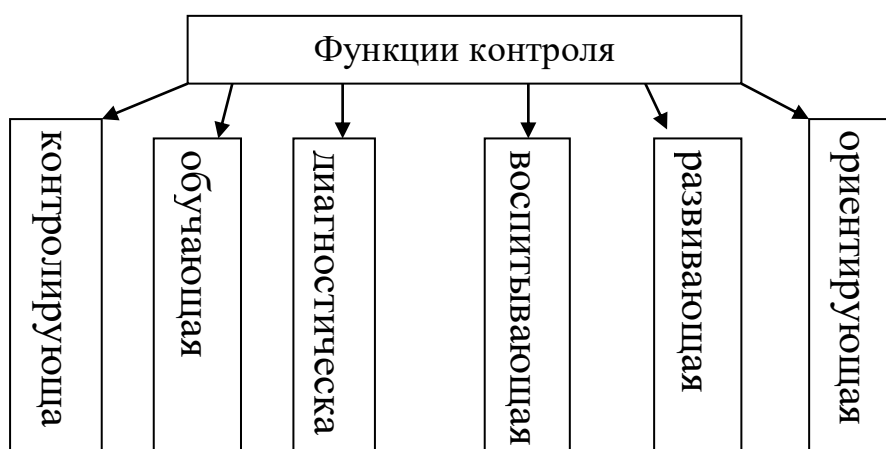 Функции контроля
контролирующа
обучающая
диагностическа
воспитывающая
развивающая
ориентирующая